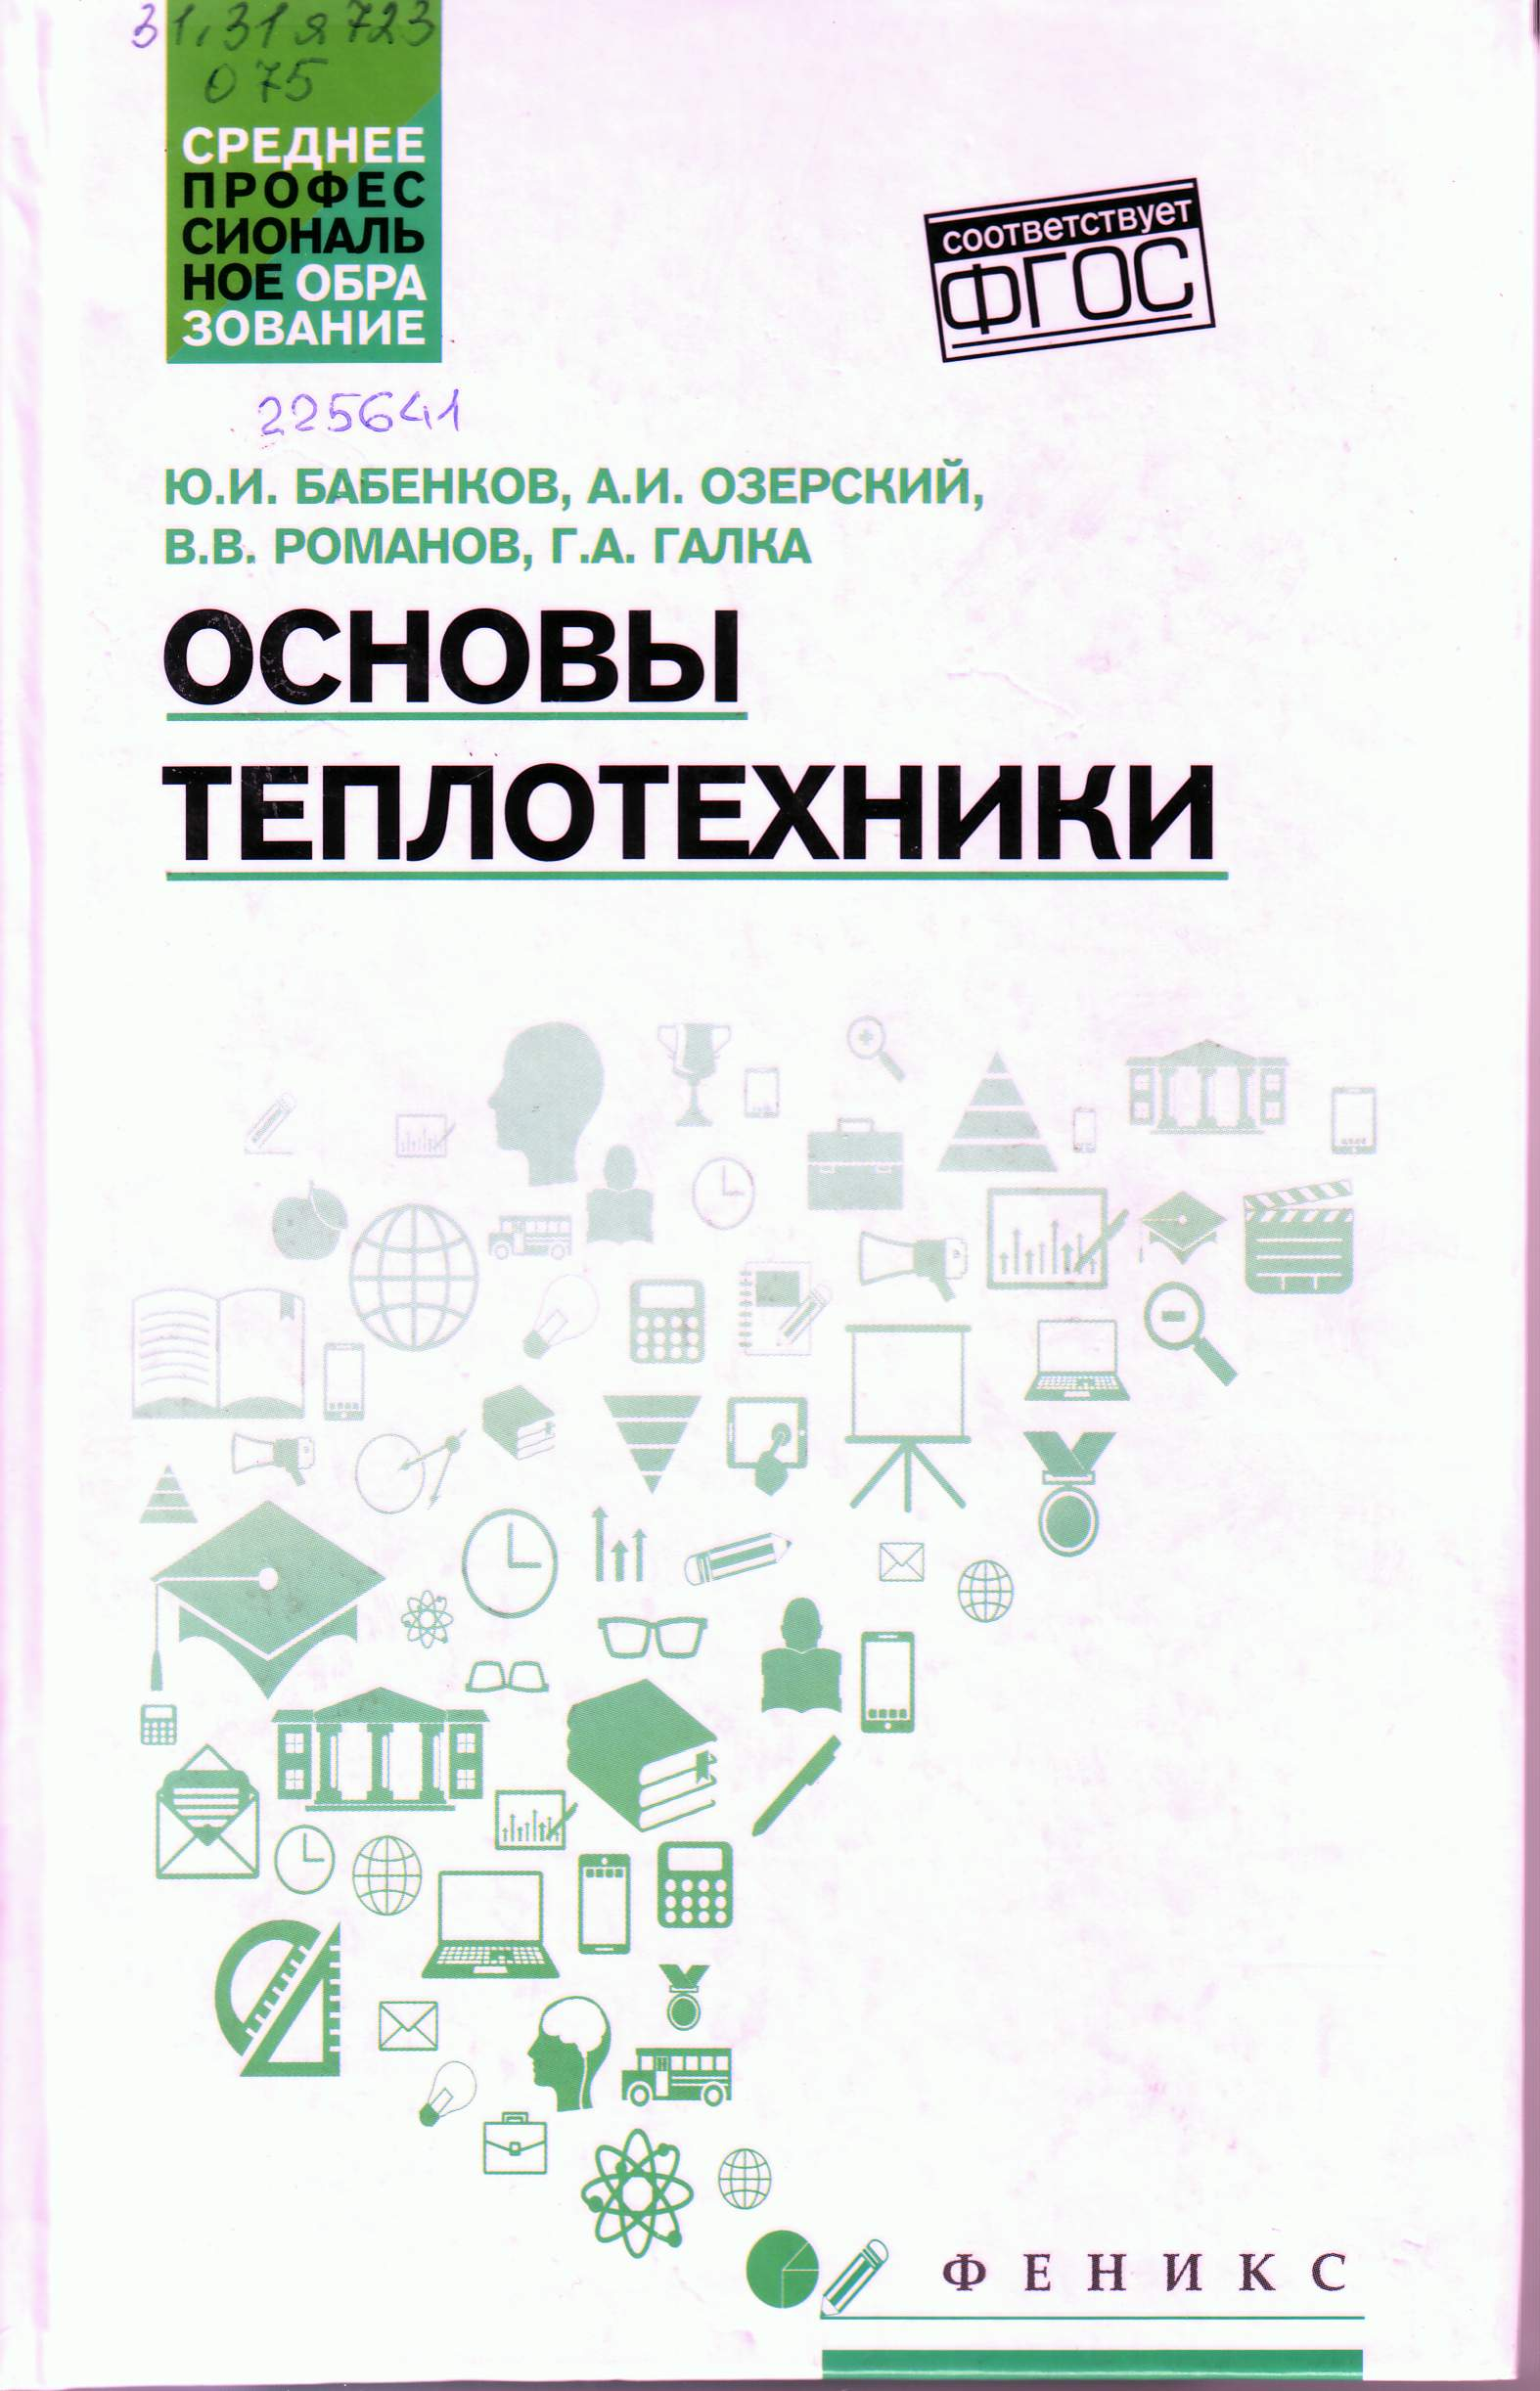 31.31я723
О75
СРЕДНЕЕ
ПРОФЕС
СИОНАЛЬ
НОЕ ОБРА
ЗОВАНИЕ
соответствует
ФГОС
225641
Ю.И. БАБЕНКОВ, А.И. ОЗЕРСКИЙ,
В.В. РОМАНОВ, Г.А. ГАЛКА
ОСНОВЫ
ТЕПЛОТЕХНИКИ
ФЕНИКС